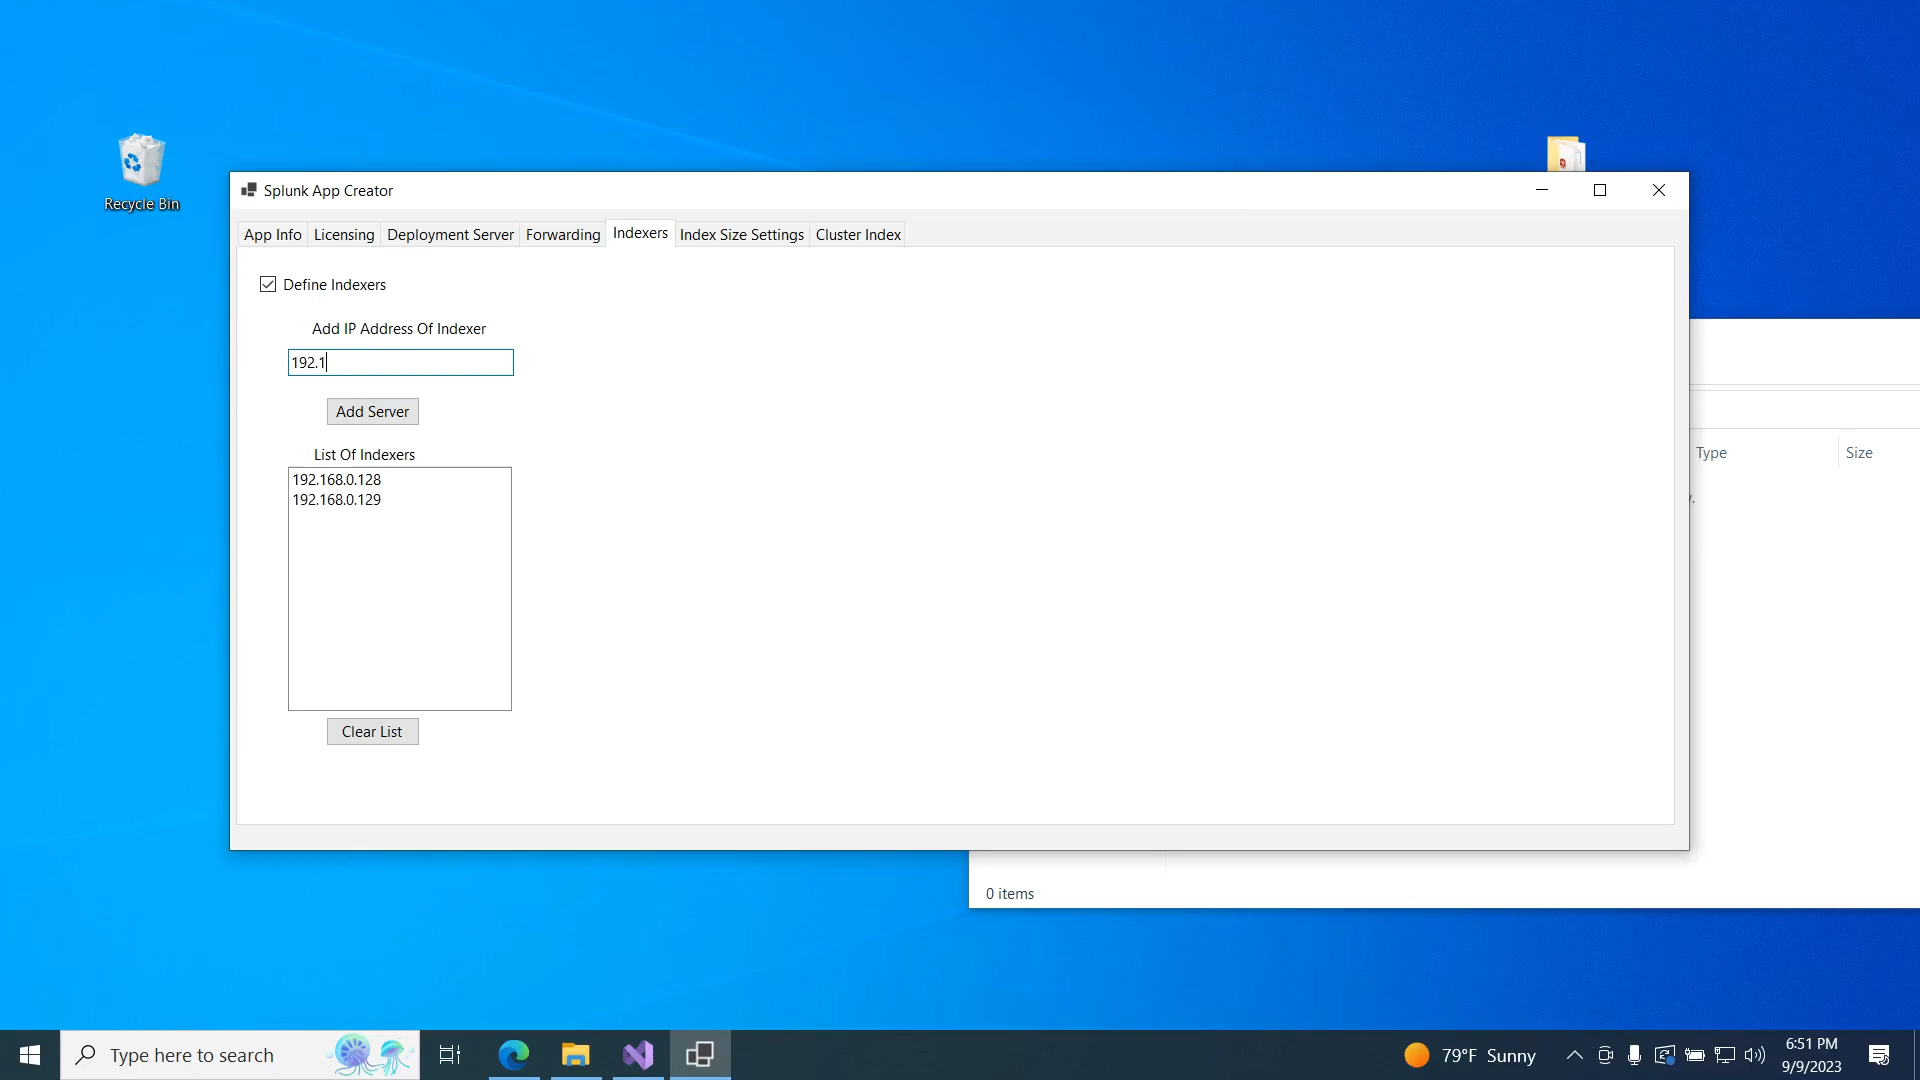 Recycle Bin
Splunk App Creator
App Info
Licensing
Deployment Server
Forwarding
Indexers
Index Size Settings
Cluster Index
Define Indexers
Add IP Address Of Indexer
192.1
Add Server
List Of Indexers
192.168.0.128
192.168.0.129
Clear List
Type
Size
0 items
Type here to search
79°F Sunny
6:51 PM
9/9/2023